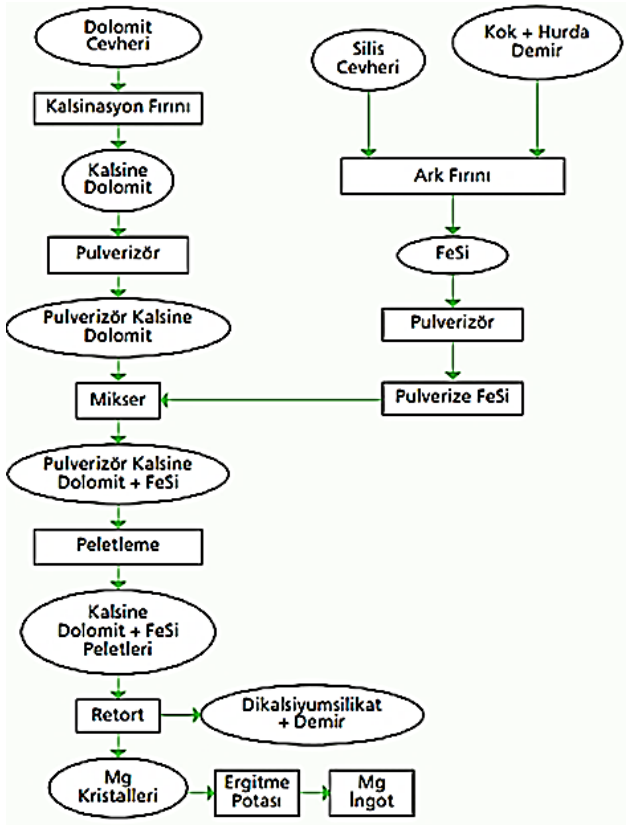 Dolomit
Cevheri
Kalsinasyon Fırını
Kalsine
Dolomit
Pulverizör
Pulverizör Kalsine
Dolomit
Mikser
Pulverizör Kalsine
Dolomit + FeSi
Peletleme
Kalsine
Dolomit + FeSi
Peletleri
Retort
Dikalsiyumsilikat
+ Demir
Mg
Kristalleri
Ergitme
Potası
Mg
İngot
Silis
Cevheri
Kok + Hurda
Demir
Ark Fırını
FeSi
Pulverizör
Pulverize FeSi